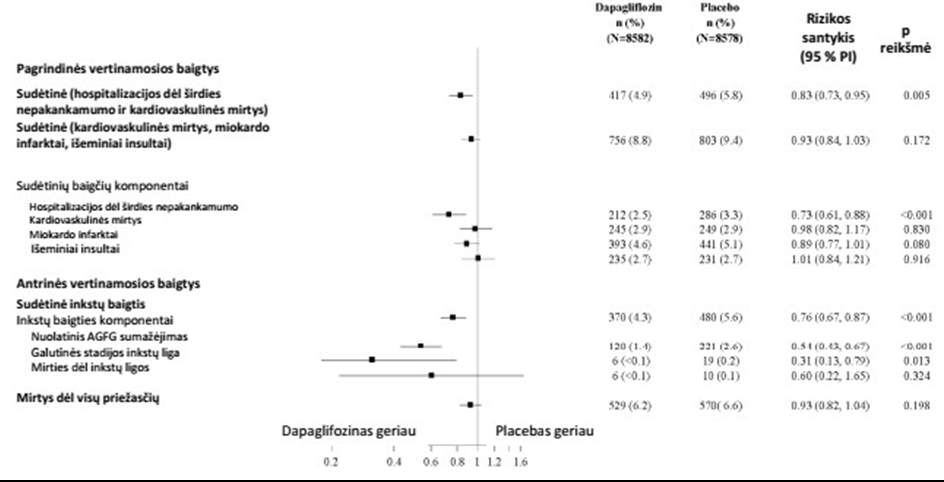 Dapagliflozin Placebo
n (%) n (%) Rizikos santykis (95 % PI) p reikšmė
(N=8582) (N=8578)
Pagrindinės vertinamosios baigtys
Sudėtinė (hospitalizacijos dėl širdies 417 (4.9) 496 (5.8) 0.83 (0.73, 0.95) 0.005
nepakankamumo ir kardiovaskulinės mirtys)
Sudėtinė (kardiovaskulinės mirtys, miokardo
infarktai, išeminiai insultai) 756 (8.8) 803 (9.4) 0.93 (0.84, 1.03) 0.172
Sudėtinių baigčių komponentai
Hospitalizacijos dėl širdies nepakankamumo 212 (2.5) 286 (3.3) 0.73 (0.61, 0.88) <0.001
Kardiovaskulinės mirtys 245 (2.9) 249 (2.9) 0.98 (0.82, 1.17) 0.830
Miokardo infarktai 393 (4.6) 441 (5.1) 0.89 (0.77, 1.01) 0.080
Išeminiai insultai 235 (2.7) 231 (2.7) 1.01 (0.84, 1.21) 0.916
Antrinės vertinamosios baigtys
Sudėtinė inkstų baigtis 370 (4.3) 480 (5.6) 0.76 (0.67, 0.87) <0.001
Inkstų baigties komponentai
Nuolatinis AGFG sumažėjimas 120 (1.4) 221 (2.6) 0.54 (0.43, 0.67) <0.001
Galutinės stadijos inkstų liga 6 (<0.1) 19 (0.2) 0.31 (0.13, 0.79) 0.013
Mirties dėl inkstų ligos 6 (<0.1) 10 (0.1) 0.60 (0.22, 1.65) 0.324
Mirtys dėl visų priežasčių 529 (6.2) 570( 6.6) 0.93 (0.82, 1.04) 0.198
Dapaglifozinas geriau Placebas geriau
0.2 0.4 0.6 0.8 1 1.2 1.6